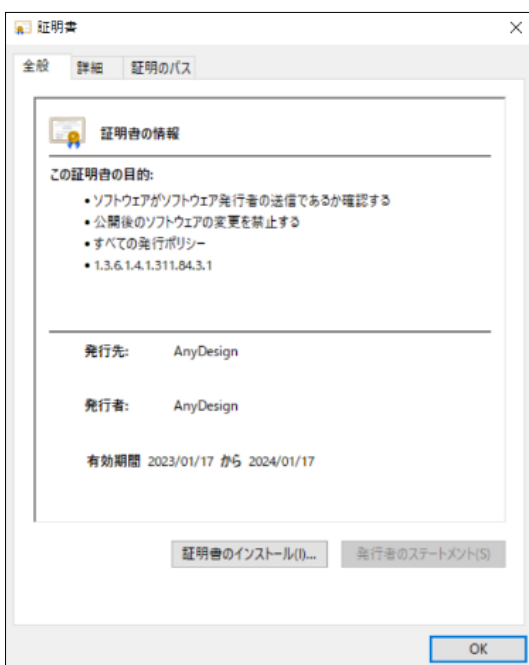 証明書
全般 詳細 証明のパス
証明書の情報
この証明書の目的:
• ソフトウェアがソフトウェア発行者の送信であるか確認する
• 公開後のソフトウェアの変更を禁止する
• すべての発行ポリシー
• 1.3.6.1.4.1.311.84.3.1
発行先: AnyDesign
発行者: AnyDesign
有効期間 2023/01/17 から 2024/01/17
証明書のインストール(I)... 発行者のステートメント(S)
OK